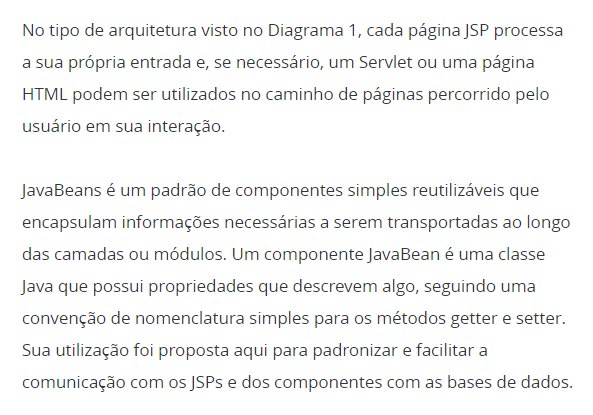 No tipo de arquitetura visto no Diagrama 1, cada página JSP processa
a sua própria entrada e, se necessário, um Servlet ou uma página
HTML podem ser utilizados no caminho de páginas percorrido pelo
usuário em sua interação.
JavaBeans é um padrão de componentes simples reutilizáveis que
encapsulam informações necessárias a serem transportadas ao longo
das camadas ou módulos. Um componente JavaBean é uma classe
Java que possui propriedades que descrevem algo, seguindo uma
convenção de nomenclatura simples para os métodos getter e setter.
Sua utilização foi proposta aqui para padronizar e facilitar a
comunicação com os JSPs e dos componentes com as bases de dados.